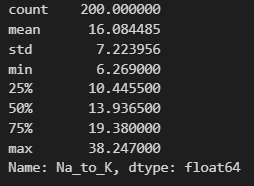 count    200.000000
mean      16.084485
std        7.223956
min        6.269000
25%       10.445500
50%       13.936500
75%       19.380000
max       38.247000
Name: Na_to_K, dtype: float64